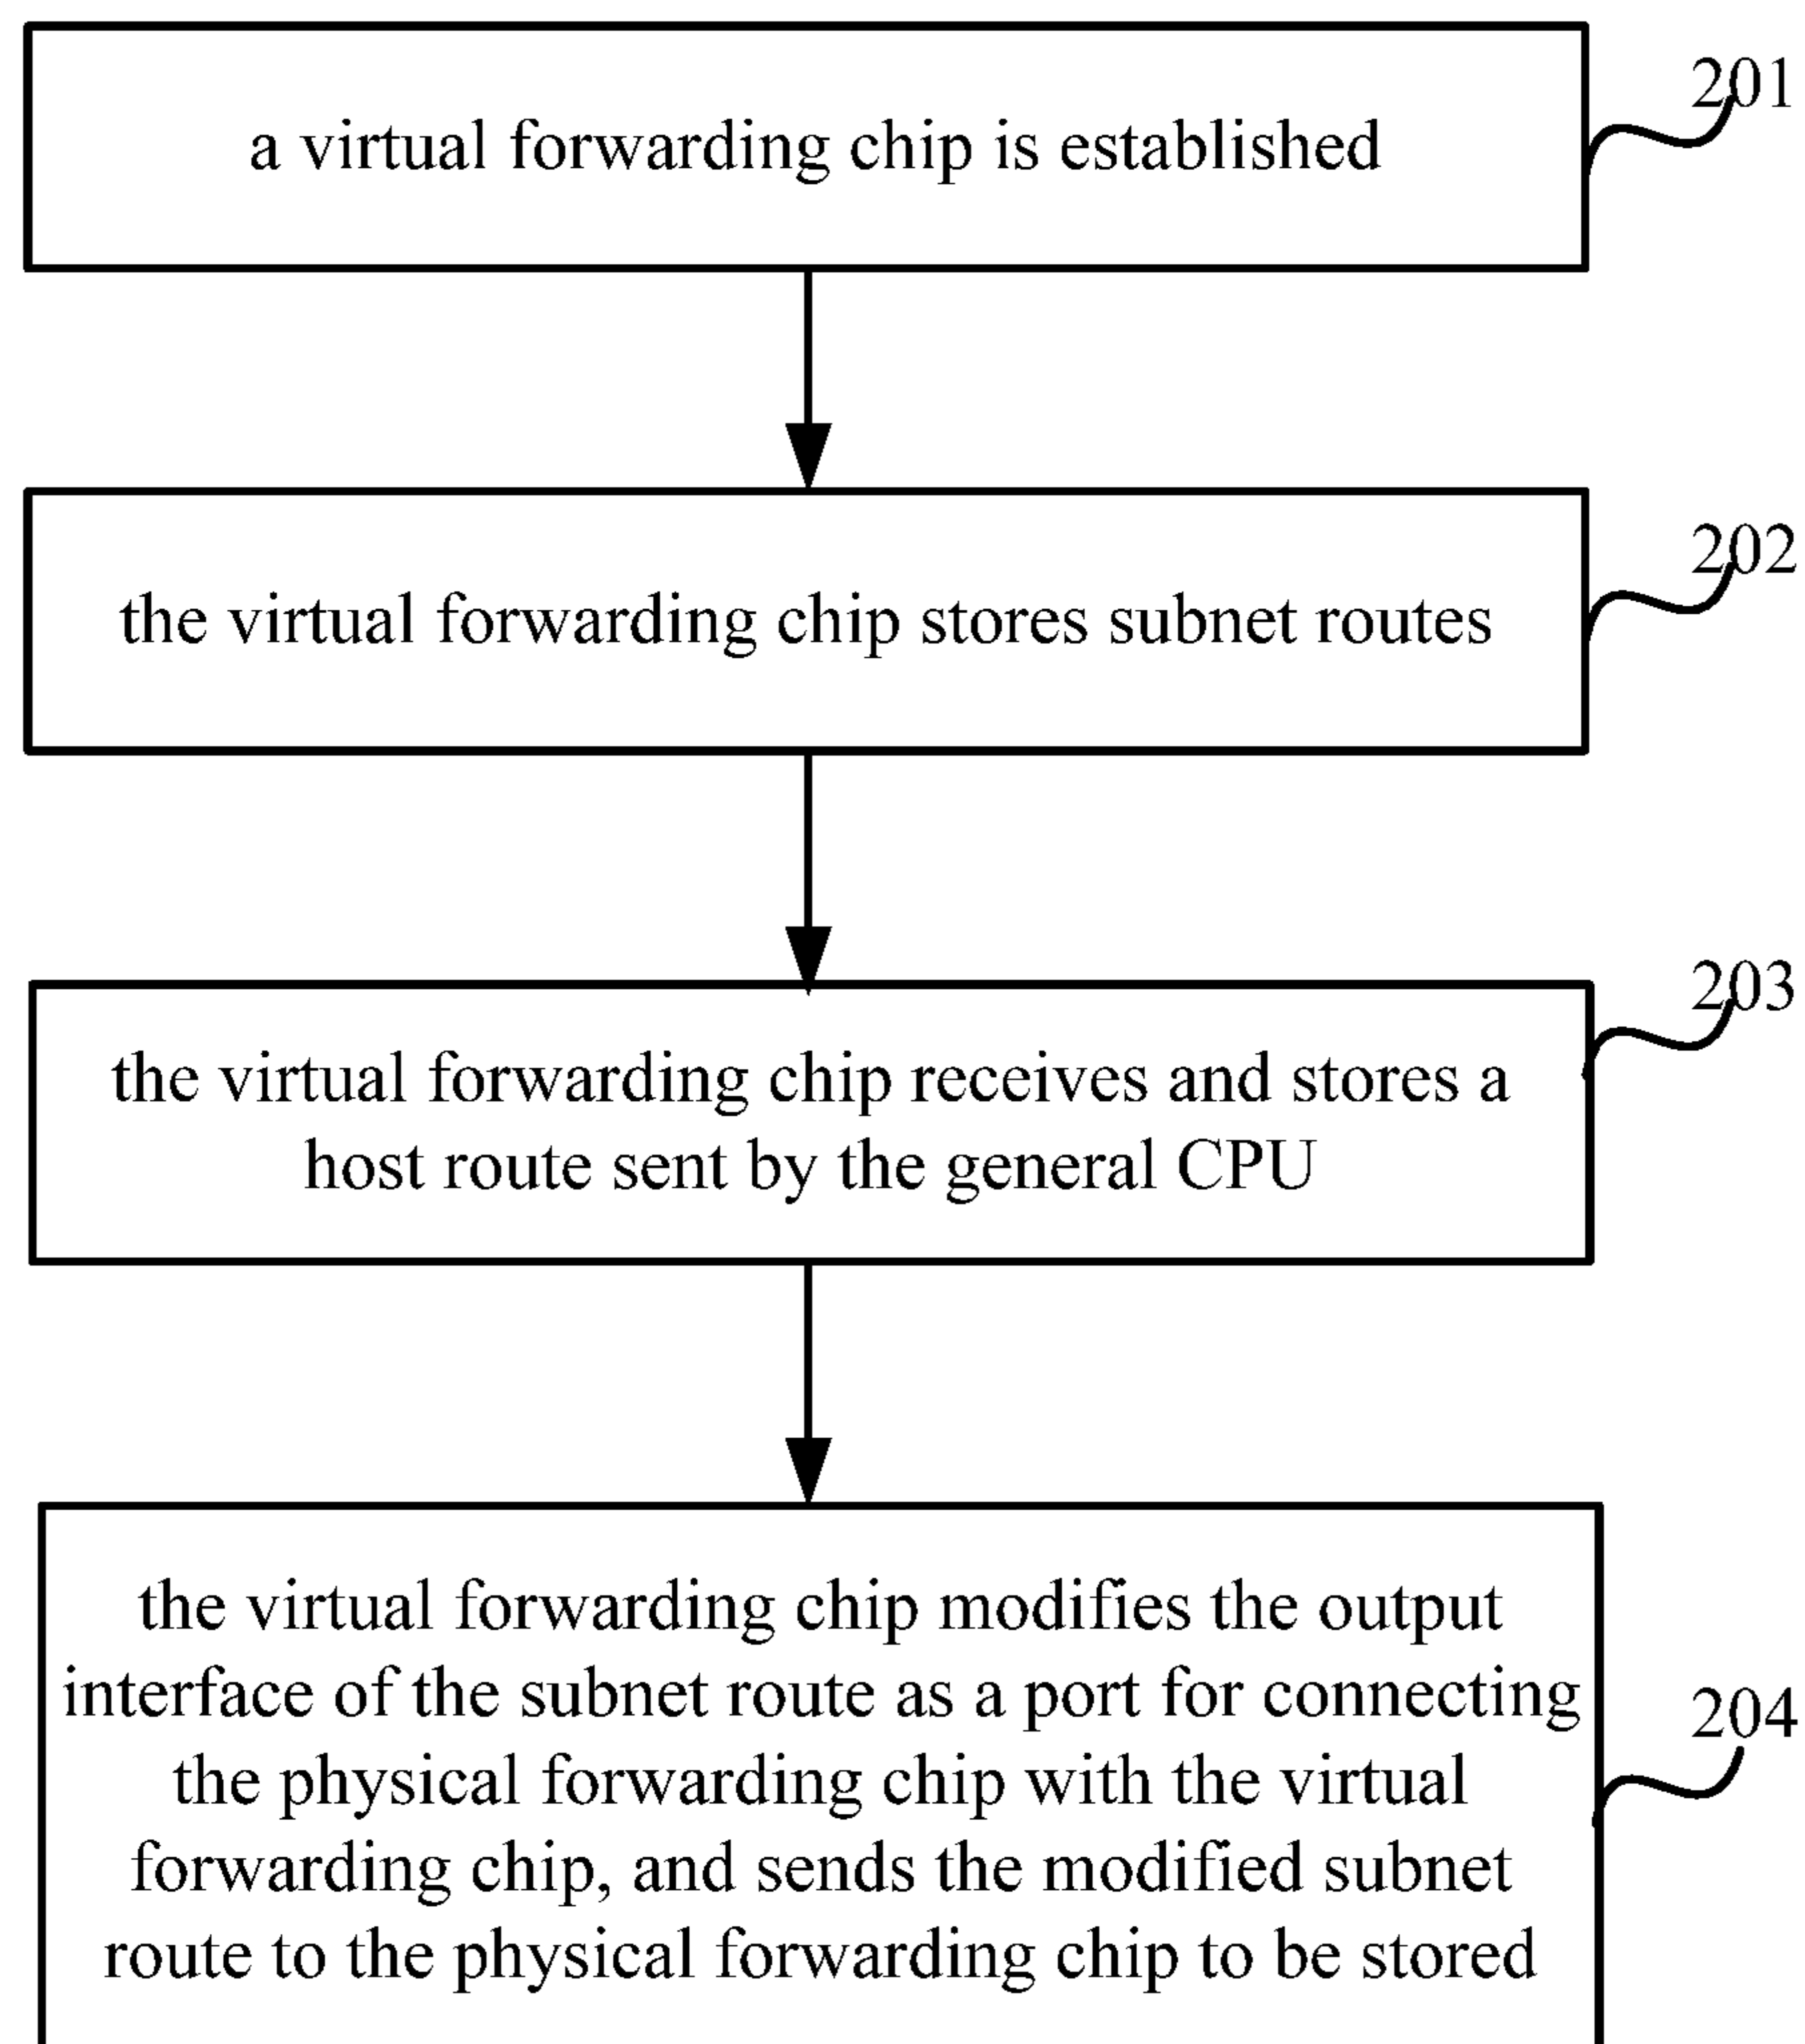 201
a virtual forwarding chip is established
202
the virtual forwarding chip stores subnet routes
203
the virtual forwarding chip receives and stores a
host route sent by the general CPU
the virtual forwarding chip modifies the output
interface of the subnet route as a port for connecting
204
the physical forwarding chip with the virtual
forwarding chip, and sends the modified subnet
route to the physical forwarding chip to be stored